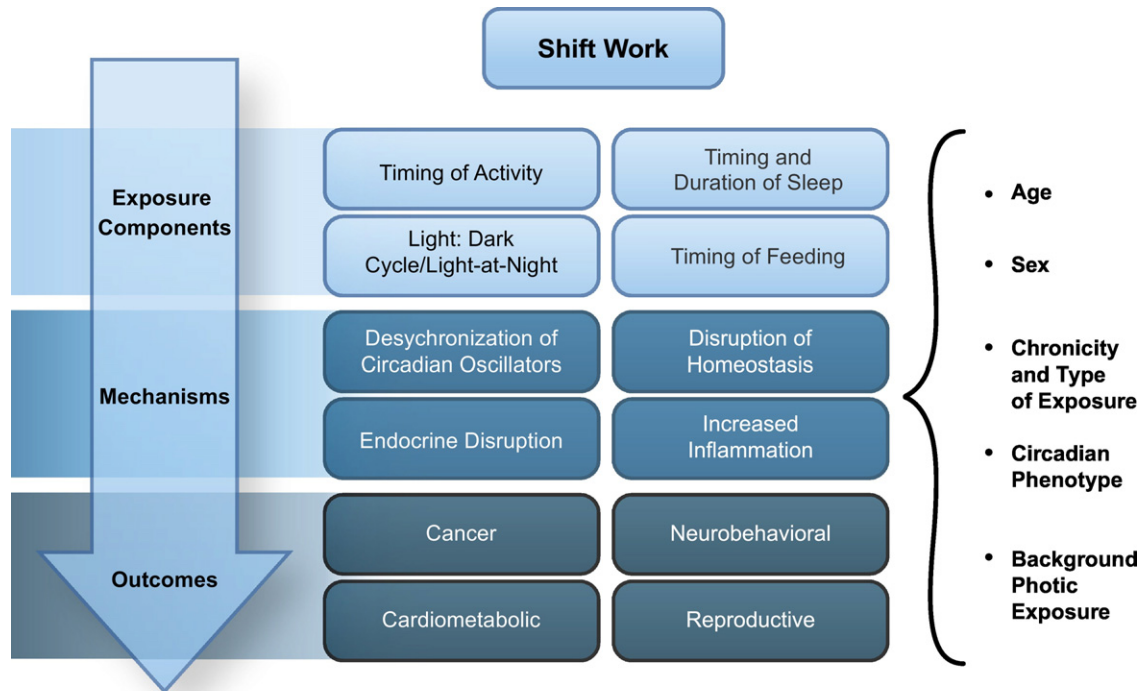 Shift Work
Exposure
Components
Timing of Activity
Timing and
Duration of Sleep
Light: Dark
Cycle/Light-at-Night
Timing of Feeding
Mechanisms
Desychronization of
Circadian Oscillators
Disruption of
Homeostasis
Endocrine Disruption
Increased
Inflammation
Outcomes
Cancer
Neurobehavioral
Cardiometabolic
Reproductive
• Age
• Sex
• Chronicity
and Type
of Exposure
• Circadian
Phenotype
• Background
Photic
Exposure